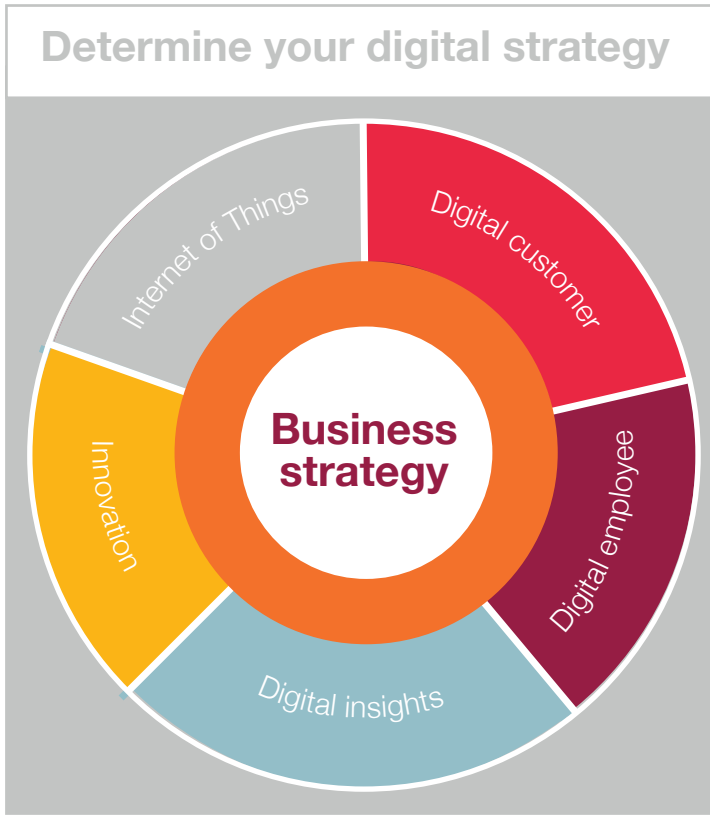 Determine your digital strategy
Internet of Things
Digital customer
Business
strategy
Innovation
Digital employee
Digital insights